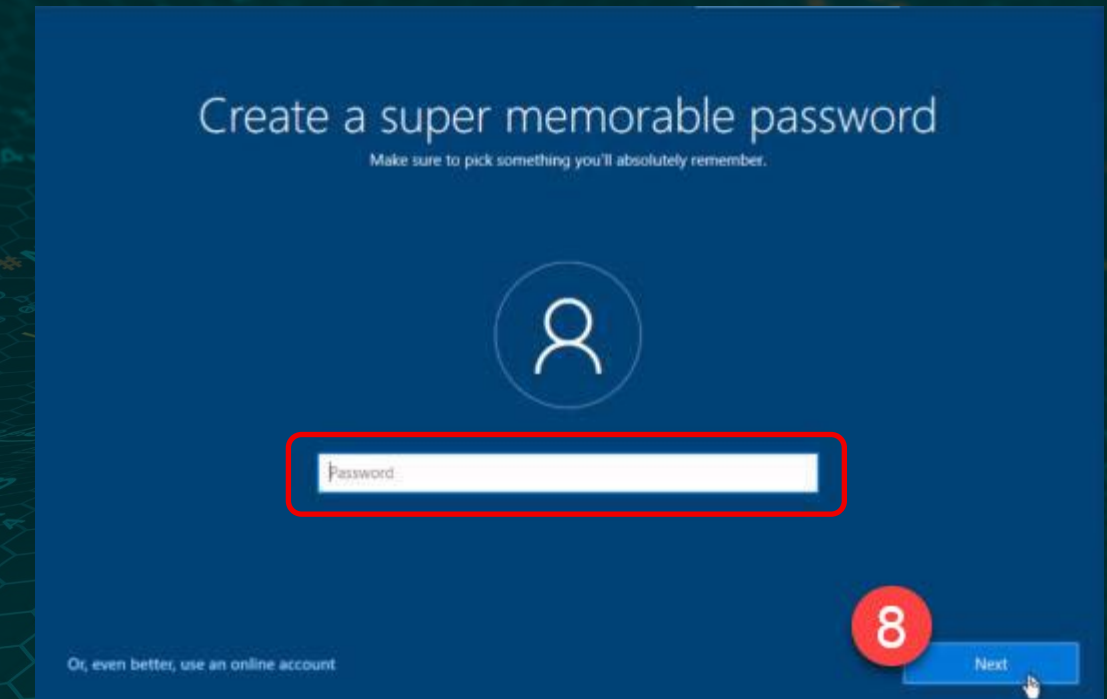 Create a super memorable password
Make sure to pick something you'll absolutely remember.
Password
8
Or, even better, use an online account
Next